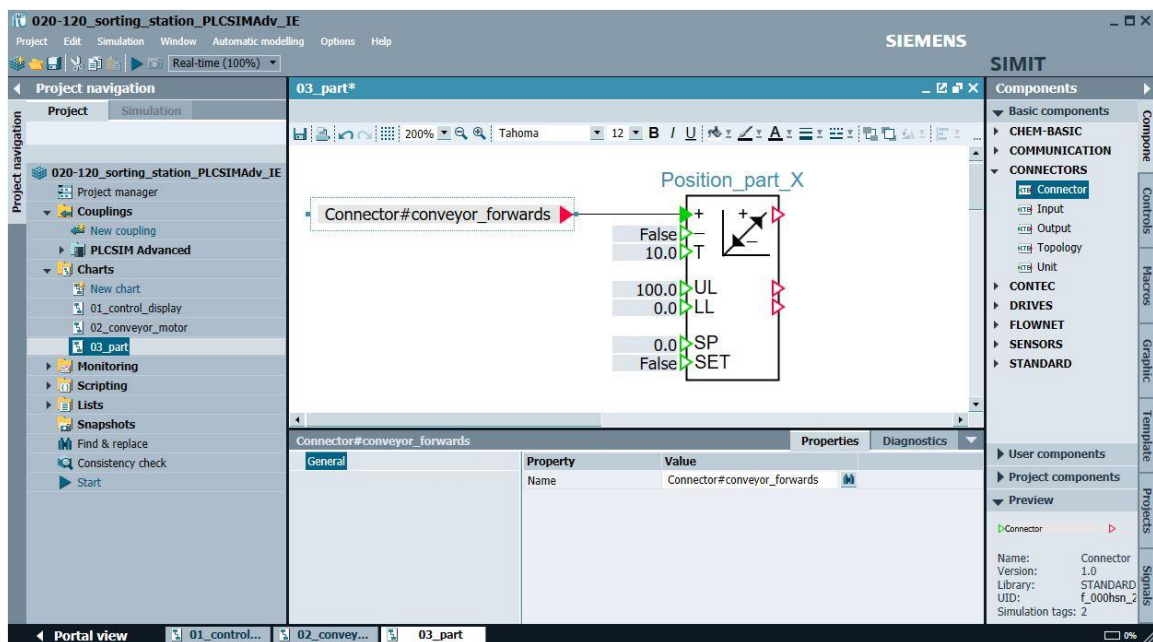 020-120_sorting_station_PLCSIMAdv_IE
Project Edit Simulation Window Automatic modelling Options Help
SIEMENS
Real-time (100%)
SIMIT
Project navigation
Project Simulation
Project navigation
020-120_sorting_station_PLCSIMAdv_IE
Project manager
Couplings
New coupling
PLCSIM Advanced
Charts
New chart
01_control_display
02_conveyor_motor
03_part
Monitoring
Scripting
Lists
Snapshots
Find & replace
Consistency check
Start
03_part*
200% Tahoma 12 B I U A
Position_part_X
Connector#conveyor_forwards
+ +
False − −
10.0 T
100.0 UL
0.0 LL
0.0 SP
False SET
Connector#conveyor_forwards Properties Diagnostics
General Property Value
Name Connector#conveyor_forwards
Components
Basic components
CHEM-BASIC
COMMUNICATION
CONNECTORS
CTB Connector
CTB Input
CTB Output
CTB Topology
CTB Unit
CONTEC
DRIVES
FLOWNET
SENSORS
STANDARD
User components
Project components
Preview
Connector
Name: Connector
Version: 1.0
Library: STANDARD
UID: f_000hsn_2
Simulation tags: 2
Compone
Controls
Macros
Graphic
Template
Projects
Signals
Portal view 01_control... 02_convey... 03_part 0%